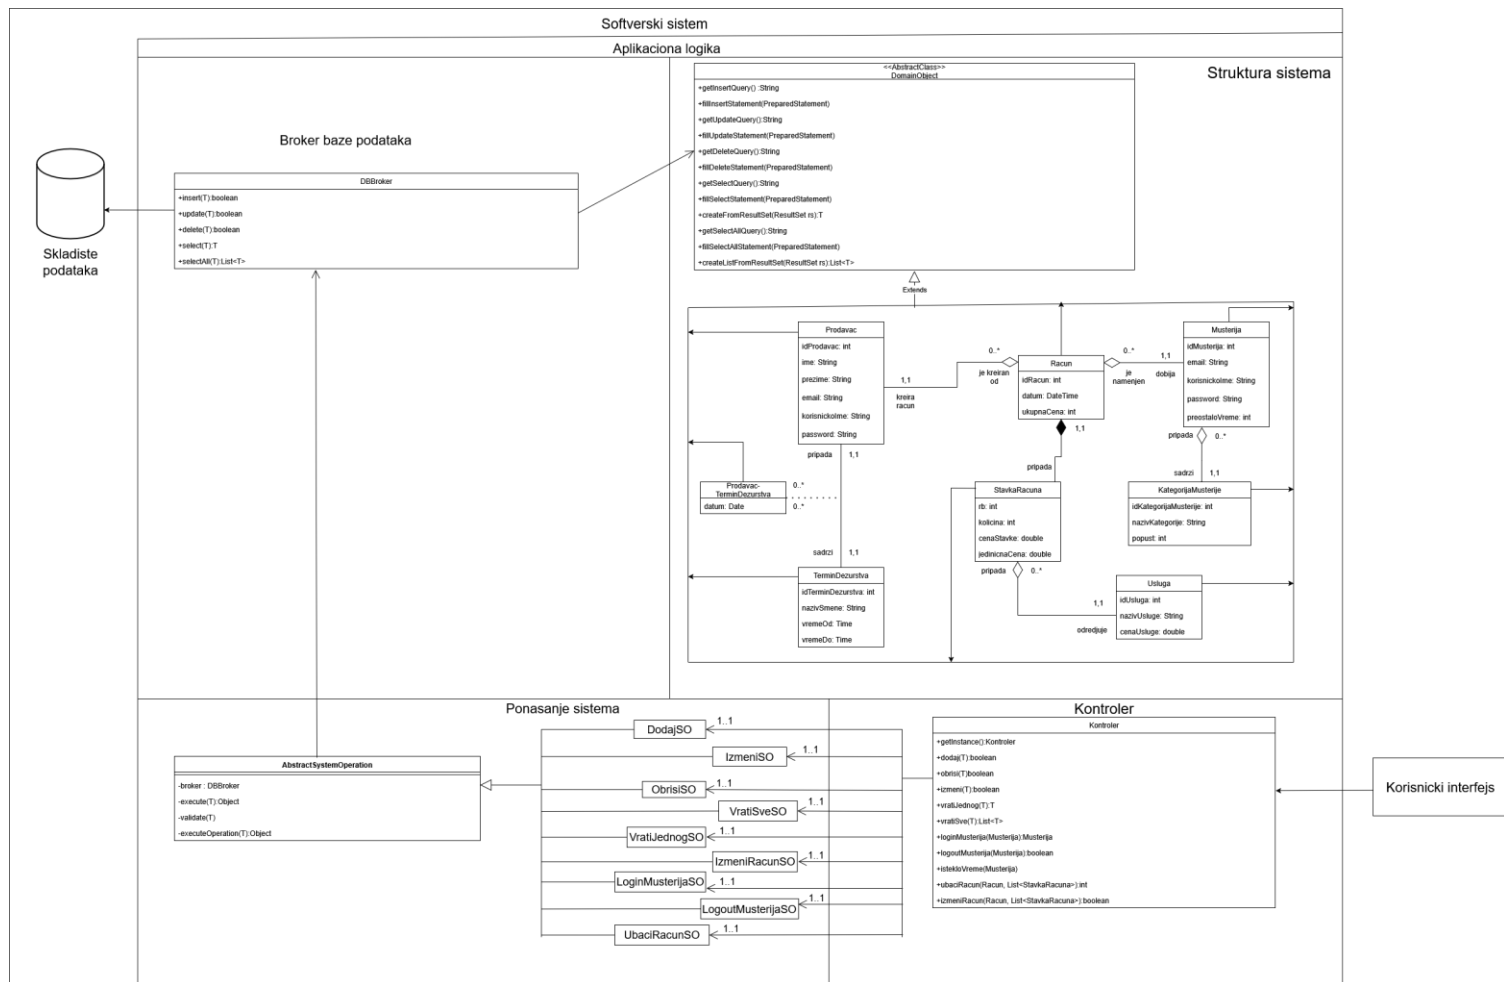 Softverski sistem
Aplikaciona logika
Struktura sistema
Broker baze podataka
Skladiste
podataka
DBBroker
+insert(T):boolean
+update(T):boolean
+delete(T):boolean
+select(T):T
+selectAll(T):List<T>
<<AbstractClass>>
DomainObject
+getInsertQuery() :String
+fillInsertStatement(PreparedStatement)
+getUpdateQuery():String
+fillUpdateStatement(PreparedStatement)
+getDeleteQuery():String
+fillDeleteStatement(PreparedStatement)
+getSelectQuery():String
+fillSelectStatement(PreparedStatement)
+createFromResultSet(ResultSet rs):T
+getSelectAllQuery():String
+fillSelectAllStatement(PreparedStatement)
+createListFromResultSet(ResultSet rs):List<T>
Extends
Prodavac
idProdavac: int
ime: String
prezime: String
email: String
korisnickoIme: String
password: String
1,1
kreira
racun
0..*
je kreiran
od
Racun
idRacun: int
datum: DateTime
ukupnaCena: int
0..*
je
namenjen
1,1
dobija
Musterija
idMusterija: int
email: String
korisnickoIme: String
password: String
preostaloVreme: int
pripada
1,1
Prodavac-
TerminDezurstva
datum: Date
0..*
0..*
sadrzi
1,1
TerminDezurstva
idTerminDezurstva: int
nazivSmene: String
vremeOd: Time
vremeDo: Time
1,1
pripada
StavkaRacuna
rb: int
kolicina: int
cenaStavke: double
jedinicnaCena: double
pripada
0..*
pripada
0..*
sadrzi
1,1
KategorijaMusterije
idKategorijaMusterije: int
nazivKategorije: String
popust: int
1,1
odredjuje
Usluga
idUsluga: int
nazivUsluge: String
cenaUsluge: double
Ponasanje sistema
AbstractSystemOperation
-broker : DBBroker
-execute(T):Object
-validate(T)
-executeOperation(T):Object
DodajSO
1..1
IzmeniSO
1..1
ObrisiSO
1..1
VratiSveSO
1..1
VratiJednogSO
1..1
IzmeniRacunSO
1..1
LoginMusterijaSO
1..1
LogoutMusterijaSO
1..1
UbaciRacunSO
1..1
Kontroler
Kontroler
+getInstance():Kontroler
+dodaj(T):boolean
+obrisi(T)boolean
+izmeni(T):boolean
+vratiJednog(T):T
+vratiSve(T):List<T>
+loginMusterija(Musterija):Musterija
+logoutMusterija(Musterija):boolean
+istekloVreme(Musterija)
+ubaciRacun(Racun, List<StavkaRacuna>):int
+izmeniRacun(Racun, List<StavkaRacuna>):boolean
Korisnicki interfejs